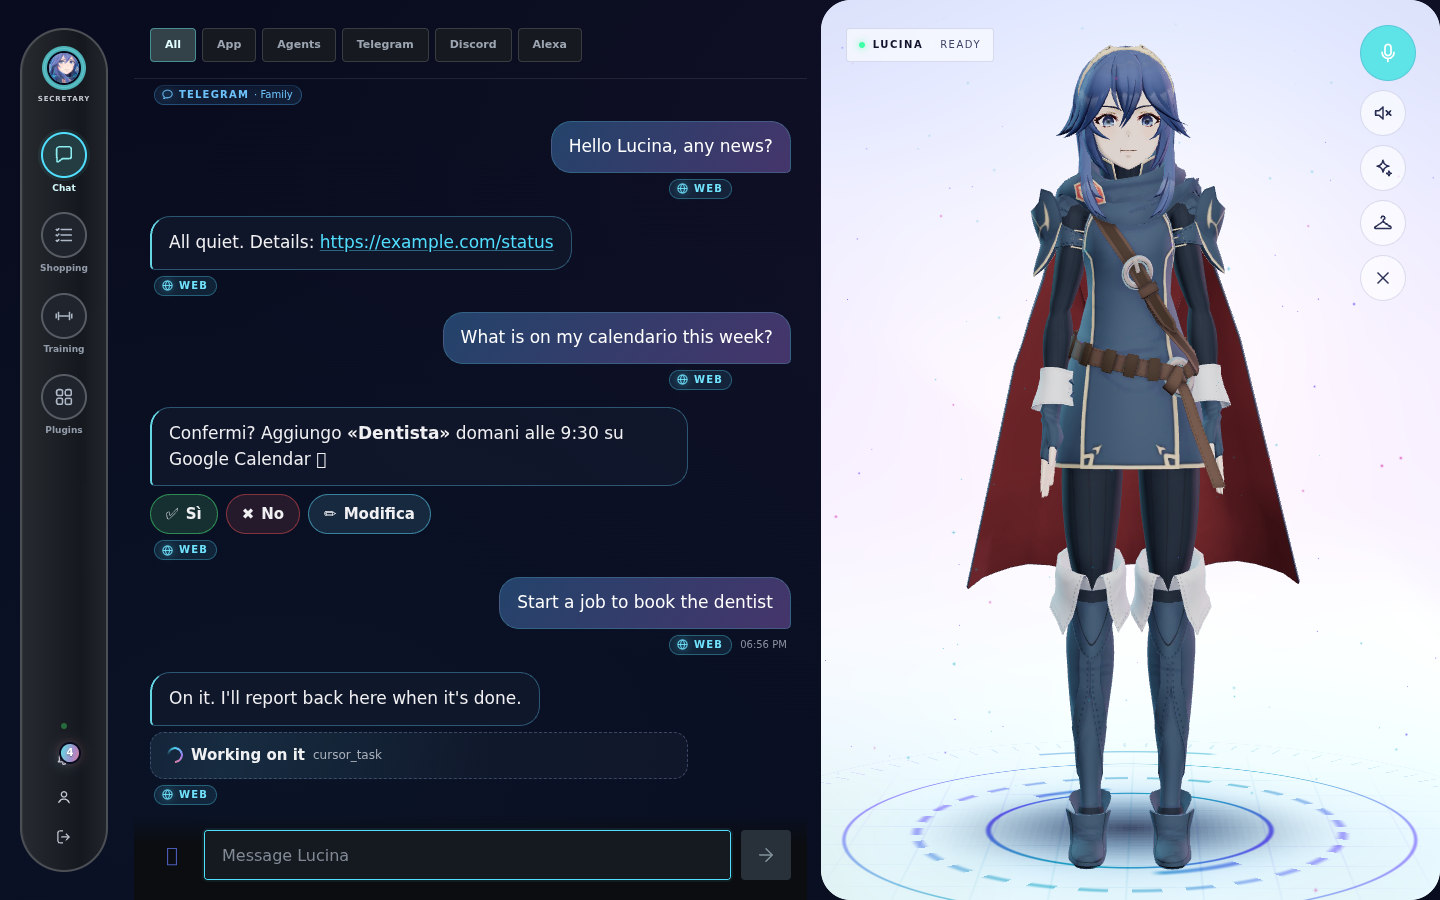 SECRETARY
Chat
Shopping
Training
Plugins
4
All
App
Agents
Telegram
Discord
Alexa
TELEGRAM · Family
Hello Lucina, any news?
WEB
All quiet. Details: https://example.com/status
WEB
What is on my calendario this week?
WEB
Confermi? Aggiungo «Dentista» domani alle 9:30 su
Google Calendar
✅ Sì
✖ No
✏ Modifica
WEB
Start a job to book the dentist
WEB 06:56 PM
On it. I'll report back here when it's done.
Working on it cursor_task
WEB
Message Lucina
LUCINA READY